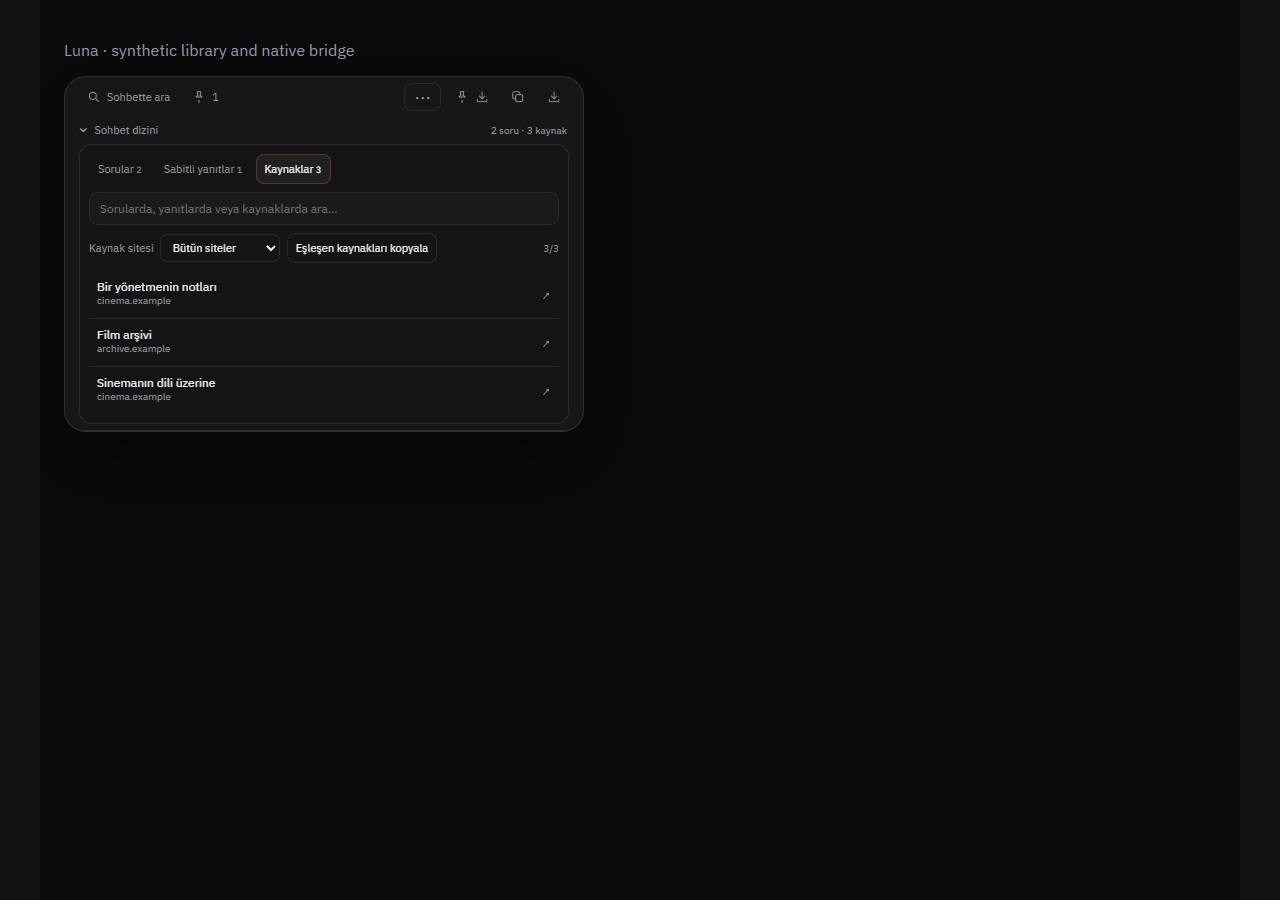 Luna · synthetic library and native bridge
Sohbette ara 1 ...
Sohbet dizini 2 soru · 3 kaynak
Sorular 2 Sabitli yanıtlar 1 Kaynaklar 3
Sorularda, yanıtlarda veya kaynaklarda ara...
Kaynak sitesi Bütün siteler Eşleşen kaynakları kopyala 3/3
Bir yönetmenin notları
cinema.example
Film arşivi
archive.example
Sinemanın dili üzerine
cinema.example